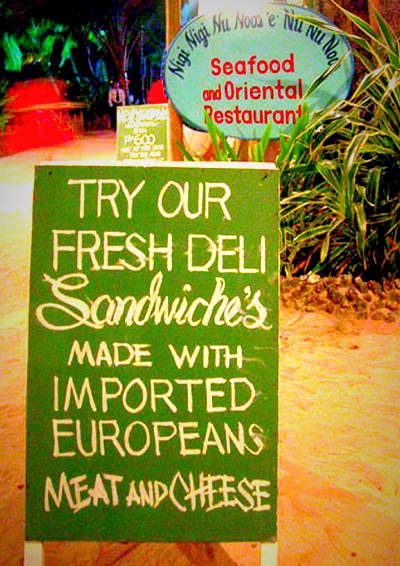 Nigi Nigi Nu Noos 'e' Nu Nu Noo
Seafood
and Oriental
Restaurant
₱600
TRY OUR
FRESH DELI
Sandwiche's
MADE WITH
IMPORTED
EUROPEANS
MEAT AND CHEESE